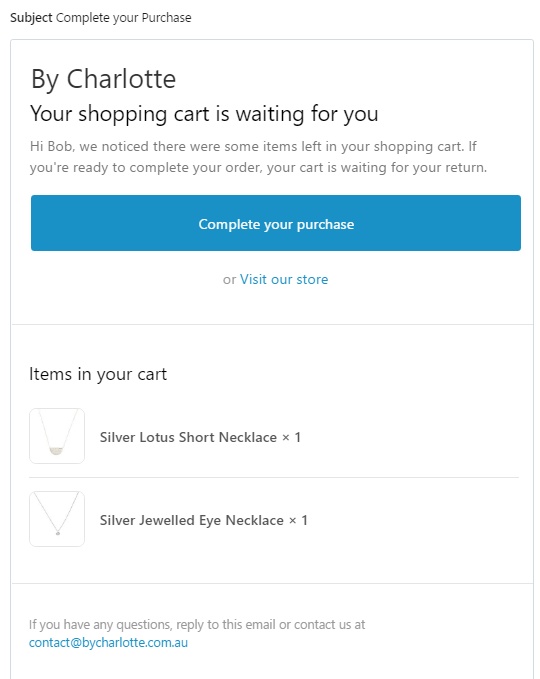 Subject Complete your Purchase
By Charlotte
Your shopping cart is waiting for you
Hi Bob, we noticed there were some items left in your shopping cart. If
you're ready to complete your order, your cart is waiting for your return.
Complete your purchase
or Visit our store
Items in your cart
Silver Lotus Short Necklace × 1
Silver Jewelled Eye Necklace × 1
If you have any questions, reply to this email or contact us at
contact@bycharlotte.com.au